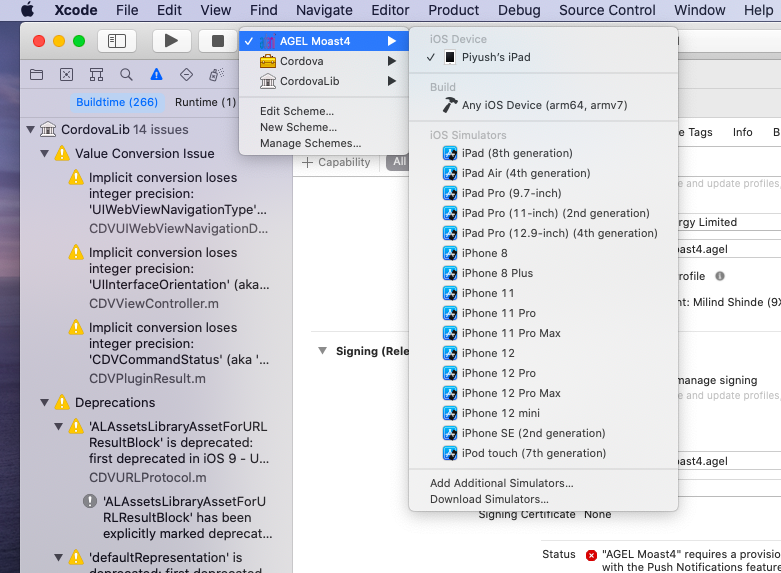 Xcode File Edit View Find Navigate Editor Product Debug Source Control Window Help
AGEL Moast4
Cordova
CordovaLib
Edit Scheme...
New Scheme...
Manage Schemes...
iOS Device
Piyush's iPad
Build
Any iOS Device (arm64, armv7)
iOS Simulators
iPad (8th generation)
iPad Air (4th generation)
iPad Pro (9.7-inch)
iPad Pro (11-inch) (2nd generation)
iPad Pro (12.9-inch) (4th generation)
iPhone 8
iPhone 8 Plus
iPhone 11
iPhone 11 Pro
iPhone 11 Pro Max
iPhone 12
iPhone 12 Pro
iPhone 12 Pro Max
iPhone 12 mini
iPhone SE (2nd generation)
iPod touch (7th generation)
Add Additional Simulators...
Download Simulators...
Buildtime (266) Runtime (1)
CordovaLib 14 issues
Value Conversion Issue
Implicit conversion loses
integer precision:
'UIWebViewNavigationType'...
CDVUIWebViewNavigationD...
Implicit conversion loses
integer precision:
'UIInterfaceOrientation' (aka...
CDVViewController.m
Implicit conversion loses
integer precision:
'CDVCommandStatus' (aka '...
CDVPluginResult.m
Deprecations
'ALAssetsLibraryAssetForURL
ResultBlock' is deprecated:
first deprecated in iOS 9 - U...
CDVURLProtocol.m
'ALAssetsLibraryAssetForU
RLResultBlock' has been
explicitly marked deprecat...
'defaultRepresentation' is
deprecated: first deprecated
+ Capability All
e Tags Info B
e and update profiles,
rgy Limited
oast4.agel
rofile
nt: Milind Shinde (9X
Signing (Rele
manage signing
e and update profiles,
oast4.agel
Signing Certificate None
Status "AGEL Moast4" requires a provisio
with the Push Notifications feature